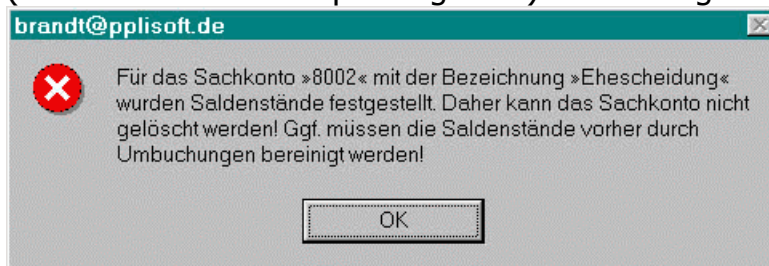 brandt@pplisoft.de
Für das Sachkonto »8002« mit der Bezeichnung »Ehescheidung«
wurden Saldenstände festgestellt. Daher kann das Sachkonto nicht
gelöscht werden! Ggf. müssen die Saldenstände vorher durch
Umbuchungen bereinigt werden!
OK